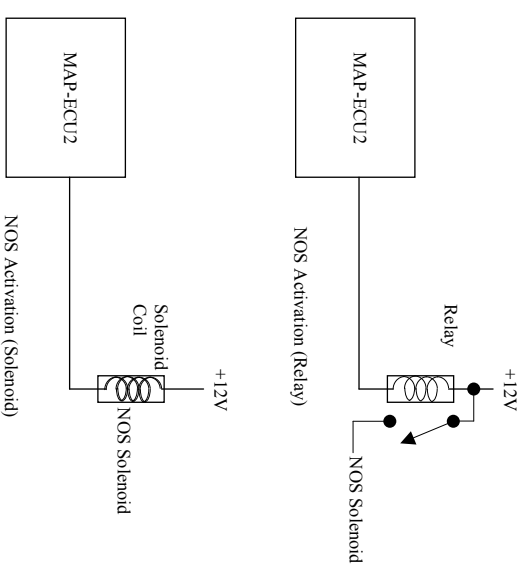 MAP-ECU2
Relay
+12V
NOS Solenoid
NOS Activation (Relay)
MAP-ECU2
Solenoid
Coil
+12V
NOS Solenoid
NOS Activation (Solenoid)